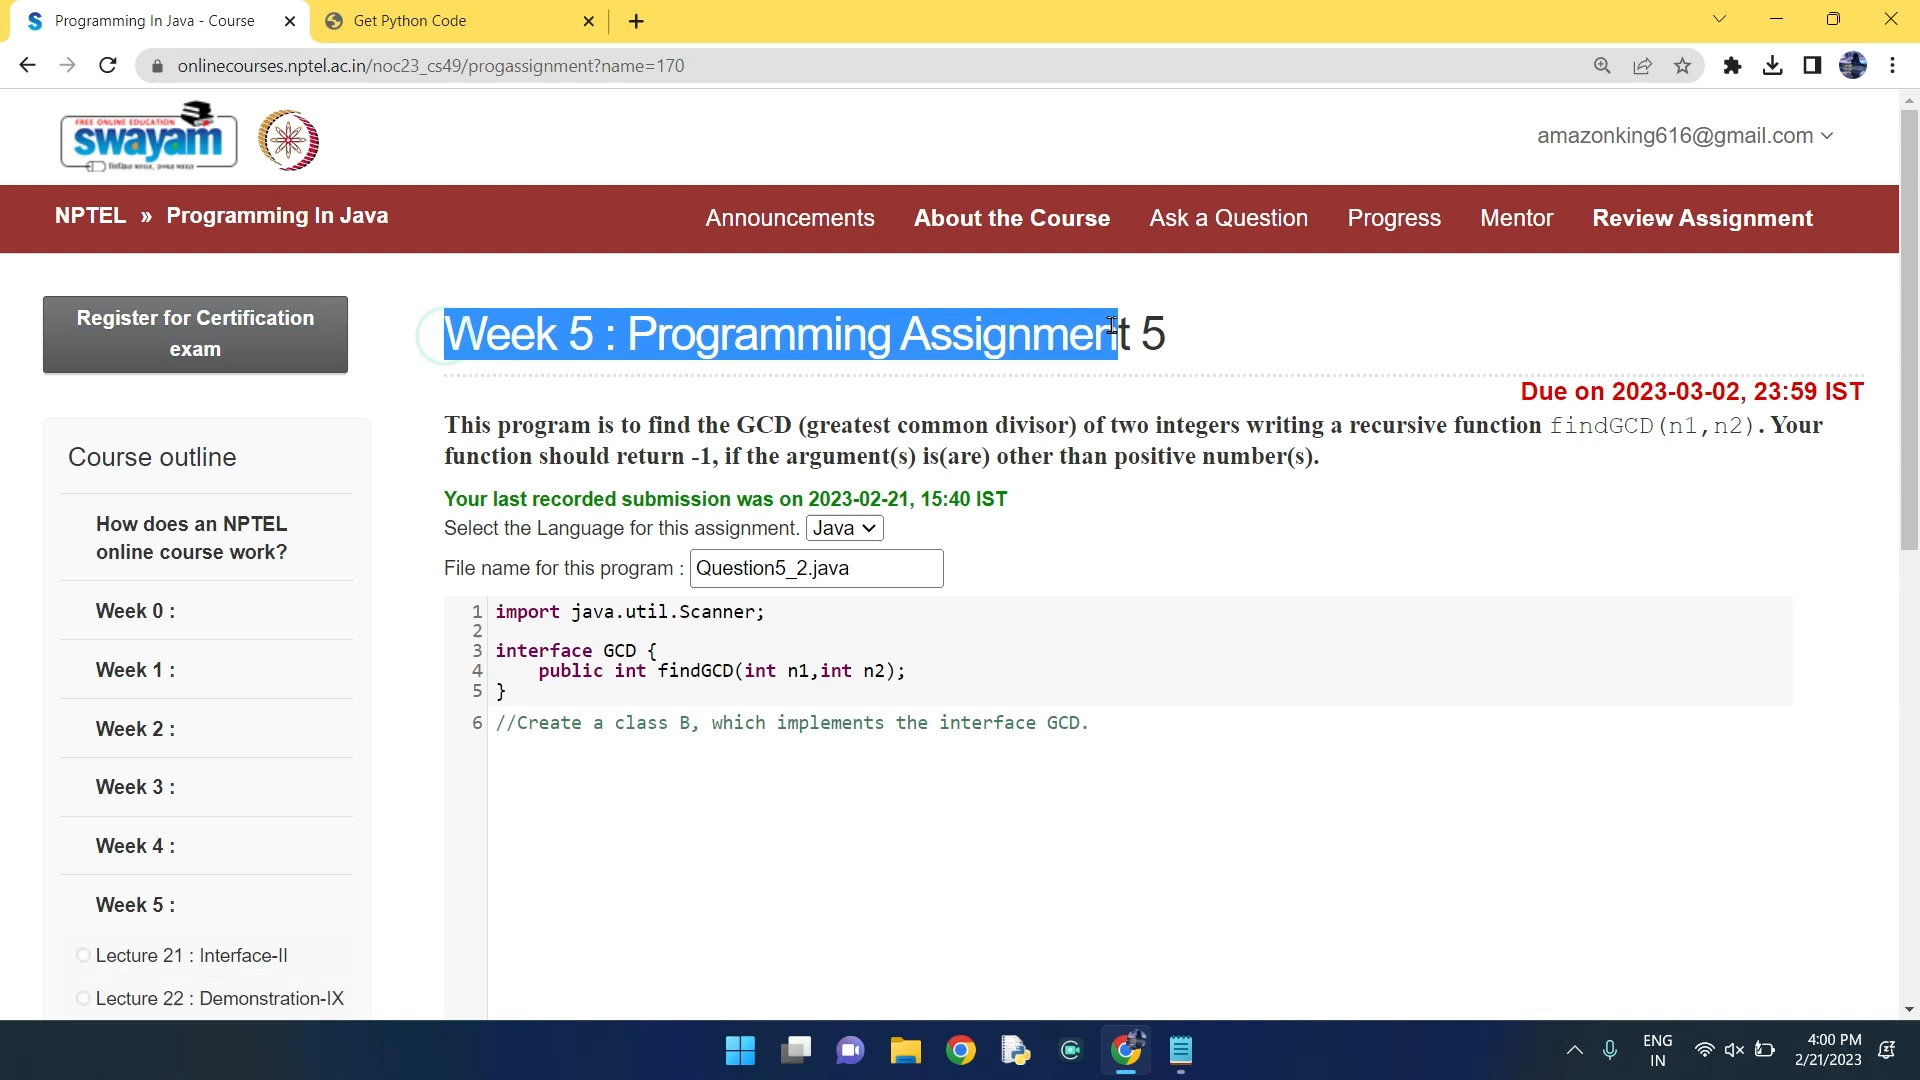 Programming In Java - Course
Get Python Code
onlinecourses.nptel.ac.in/noc23_cs49/progassignment?name=170
FREE ONLINE EDUCATION
swayam
amazonking616@gmail.com
NPTEL » Programming In Java
Announcements
About the Course
Ask a Question
Progress
Mentor
Review Assignment
Register for Certification
exam
Course outline
How does an NPTEL
online course work?
Week 0 :
Week 1 :
Week 2 :
Week 3 :
Week 4 :
Week 5 :
Lecture 21 : Interface-II
Lecture 22 : Demonstration-IX
Week 5 : Programming Assignment 5
Due on 2023-03-02, 23:59 IST
This program is to find the GCD (greatest common divisor) of two integers writing a recursive function findGCD(n1,n2). Your
function should return -1, if the argument(s) is(are) other than positive number(s).
Your last recorded submission was on 2023-02-21, 15:40 IST
Select the Language for this assignment. Java
File name for this program : Question5_2.java
1 import java.util.Scanner;
2
3 interface GCD {
4 public int findGCD(int n1,int n2);
5 }
6 //Create a class B, which implements the interface GCD.
ENG
IN
4:00 PM
2/21/2023